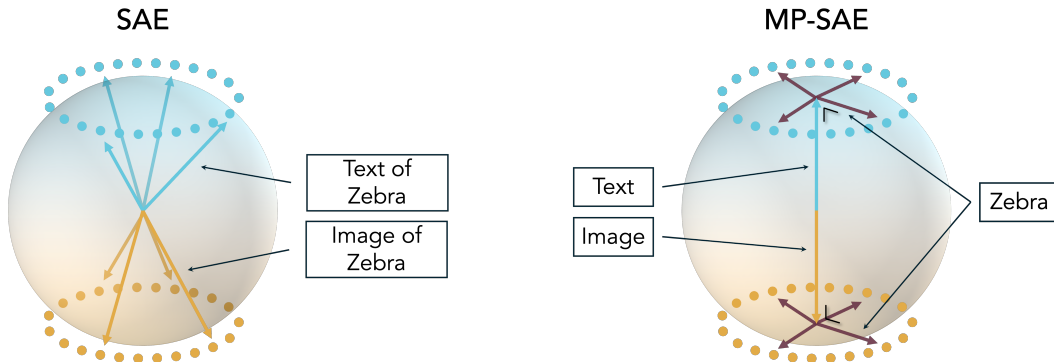 SAE
MP-SAE
Text of
Zebra
Image of
Zebra
Text
Image
Zebra